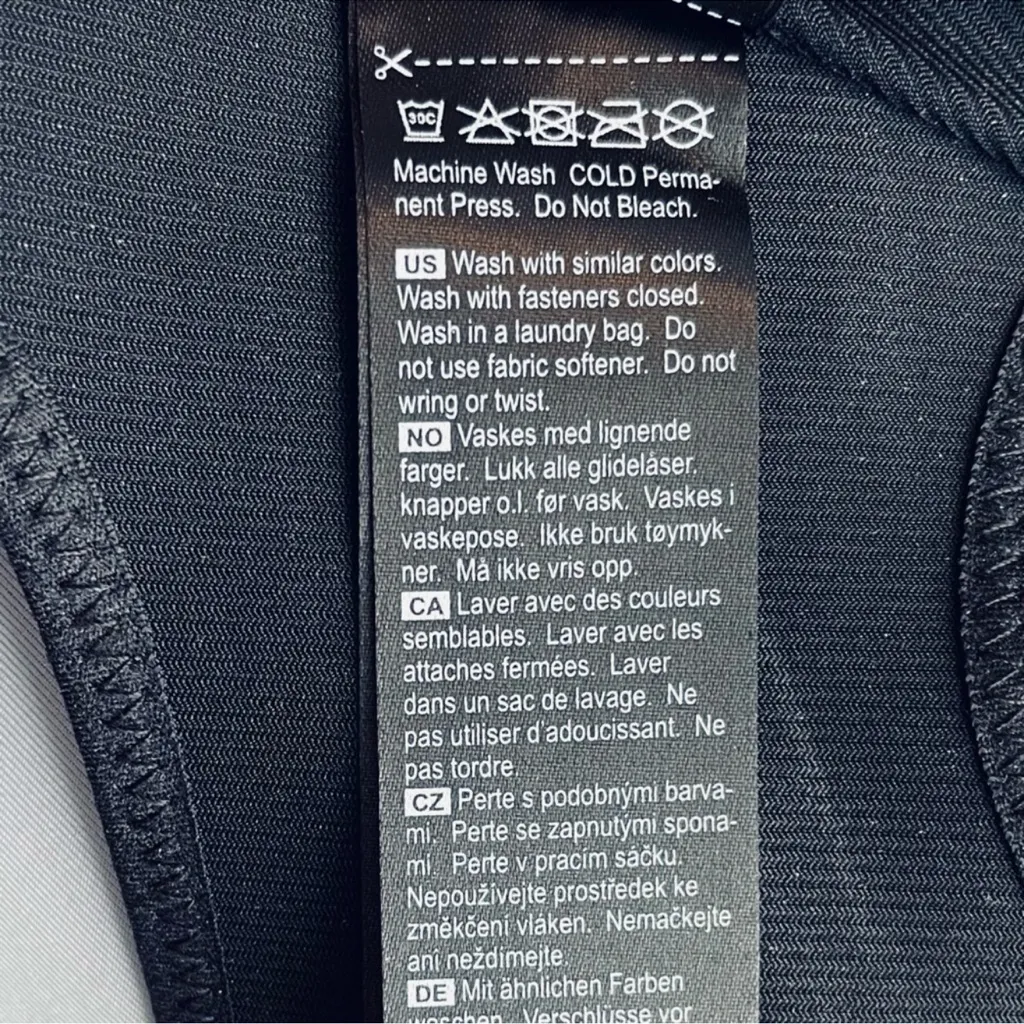 30C
Machine Wash COLD Perma-
nent Press. Do Not Bleach.
US Wash with similar colors.
Wash with fasteners closed.
Wash in a laundry bag. Do
not use fabric softener. Do not
wring or twist.
NO Vaskes med lignende
farger. Lukk alle glidelåser.
knapper o.l. før vask. Vaskes i
vaskepose. Ikke bruk tøymyk-
ner. Må ikke vris opp.
CA Laver avec des couleurs
semblables. Laver avec les
attaches fermées. Laver
dans un sac de lavage. Ne
pas utiliser d'adoucissant. Ne
pas tordre.
CZ Perte s podobnými barva-
mi. Perte se zapnutými spona-
mi. Perte v pracím sáčku.
Nepoužívejte prostředek ke
změkčení vláken. Nemačkejte
ani neždímejte.
DE Mit ähnlichen Farben
waschen. Verschlüsse vor